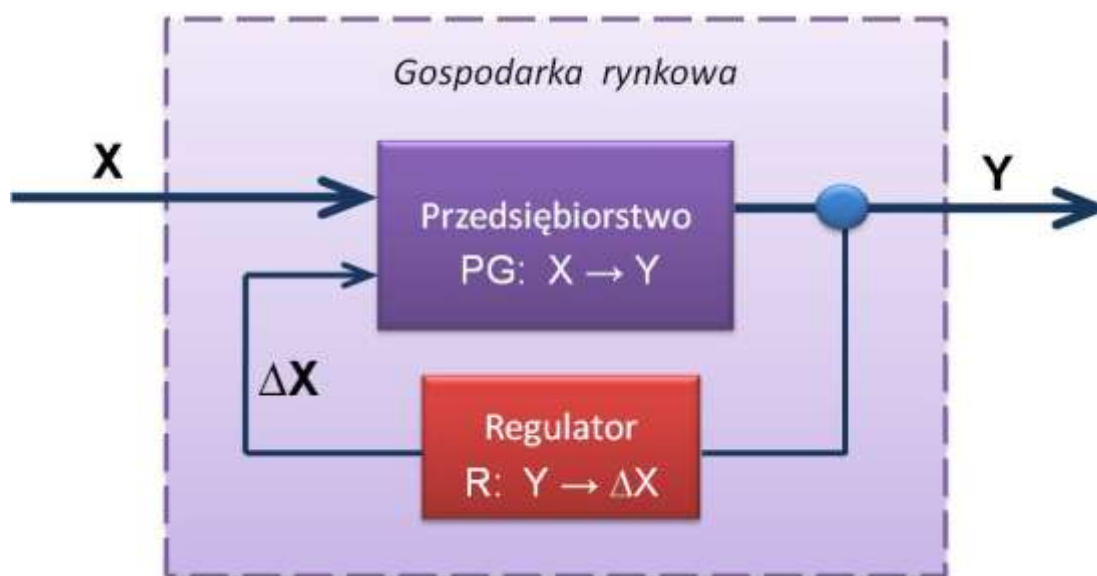 Gospodarka rynkowa
X
Y
Przedsiębiorstwo
PG: X → Y
ΔX
Regulator
R: Y → ΔX